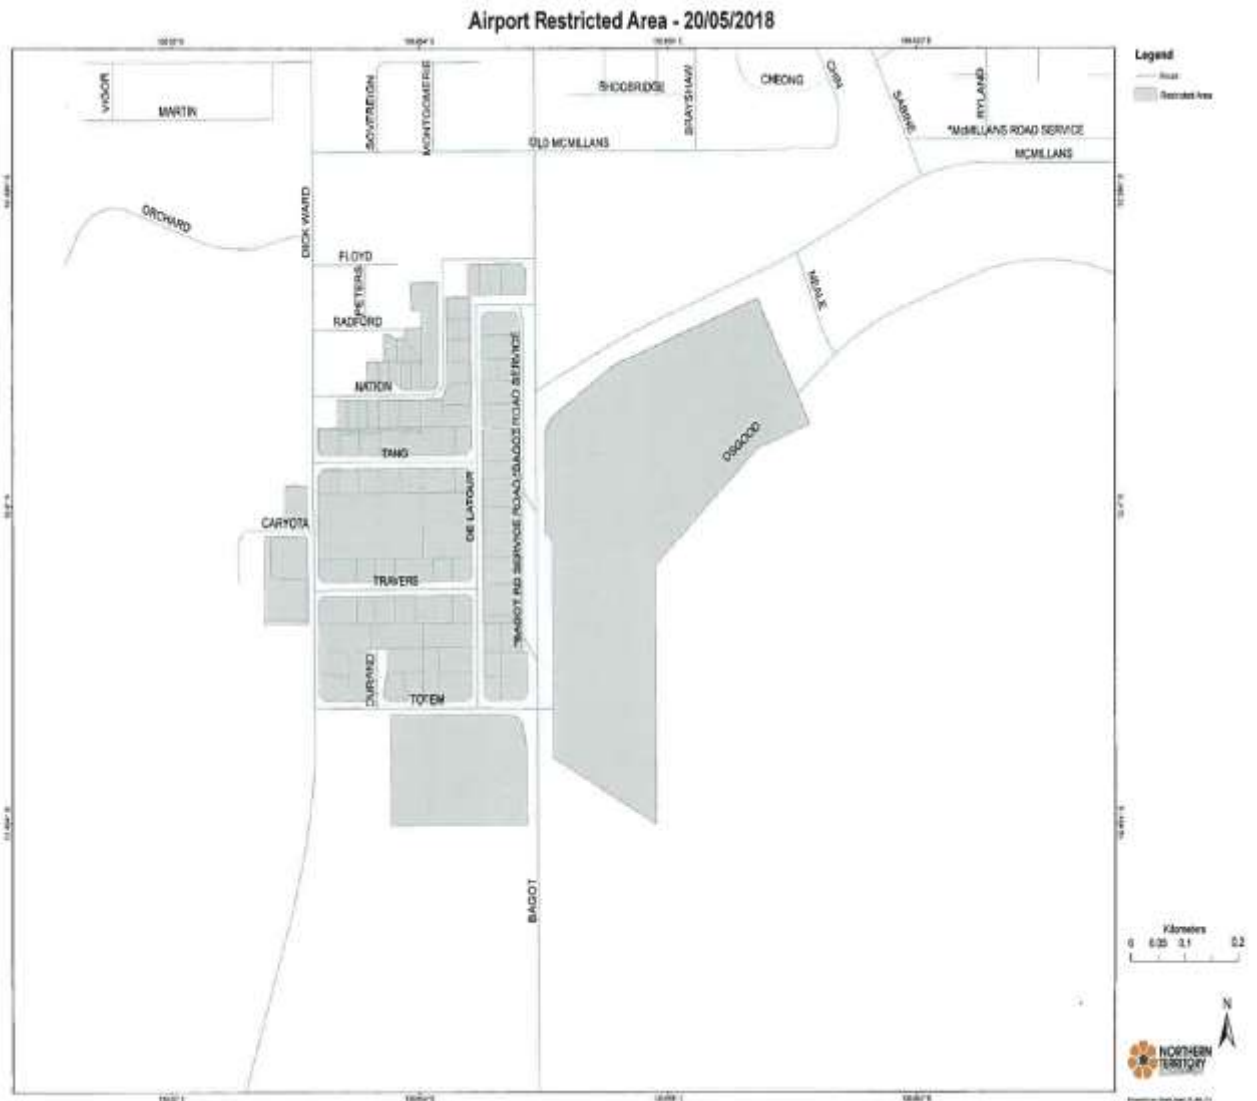 Airport Restricted Area - 20/05/2018
Legend
Road
Restricted Area
VIGOR
MARTIN
SOVEREIGN
MONTGOMERIE
SHOOBRIDGE
BRAYSHAW
CHEONG
CHIN
SABINE
RYLAND
*McMILLANS ROAD SERVICE
MCMILLANS
OLD MCMILLANS
ORCHARD
DICK WARD
FLOYD
PETERS
RADFORD
NEALE
NATION
OSGOOD
TANG
DE LATOUR
*BAGOT RD SERVICE ROAD,*BAGOT ROAD SERVICE
CARYOTA
TRAVERS
DURAND
TOTEM
BAGOT
Kilometers
0 0.05 0.1 0.2
N
NORTHERN
TERRITORY